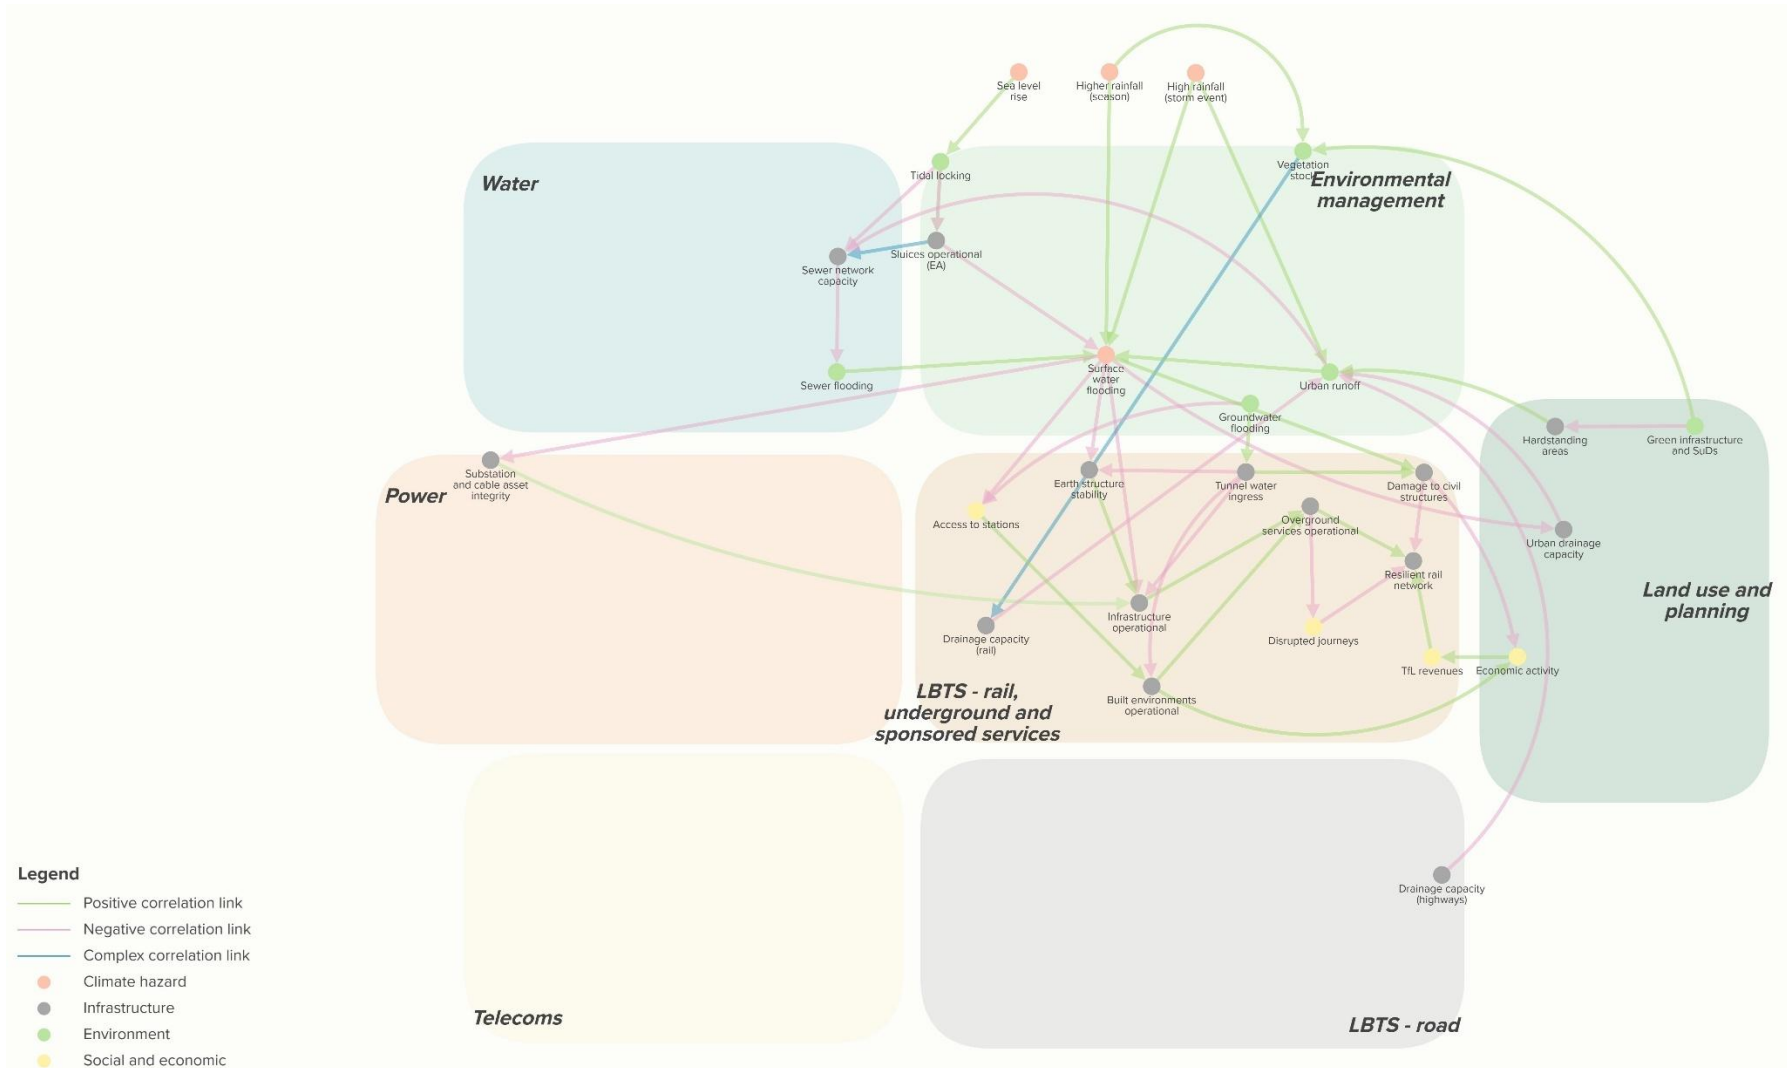 Sea level
rise
Higher rainfall
(season)
High rainfall
(storm event)
Water
Tidal locking
Vegetation
stock
Environmental
management
Sewer network
capacity
Sluices operational
(EA)
Sewer flooding
Surface
water
flooding
Urban runoff
Groundwater
flooding
Hardstanding
areas
Green infrastructure
and SuDs
Power
Substation
and cable asset
integrity
Earth structure
stability
Tunnel water
ingress
Damage to civil
structures
Access to stations
Overground
services operational
Urban drainage
capacity
Resilient rail
network
Land use and
planning
Infrastructure
operational
Drainage capacity
(rail)
Disrupted journeys
TfL revenues
Economic activity
LBTS - rail,
underground and
sponsored services
Built environments
operational
Drainage capacity
(highways)
Telecoms
LBTS - road
Legend
Positive correlation link
Negative correlation link
Complex correlation link
Climate hazard
Infrastructure
Environment
Social and economic